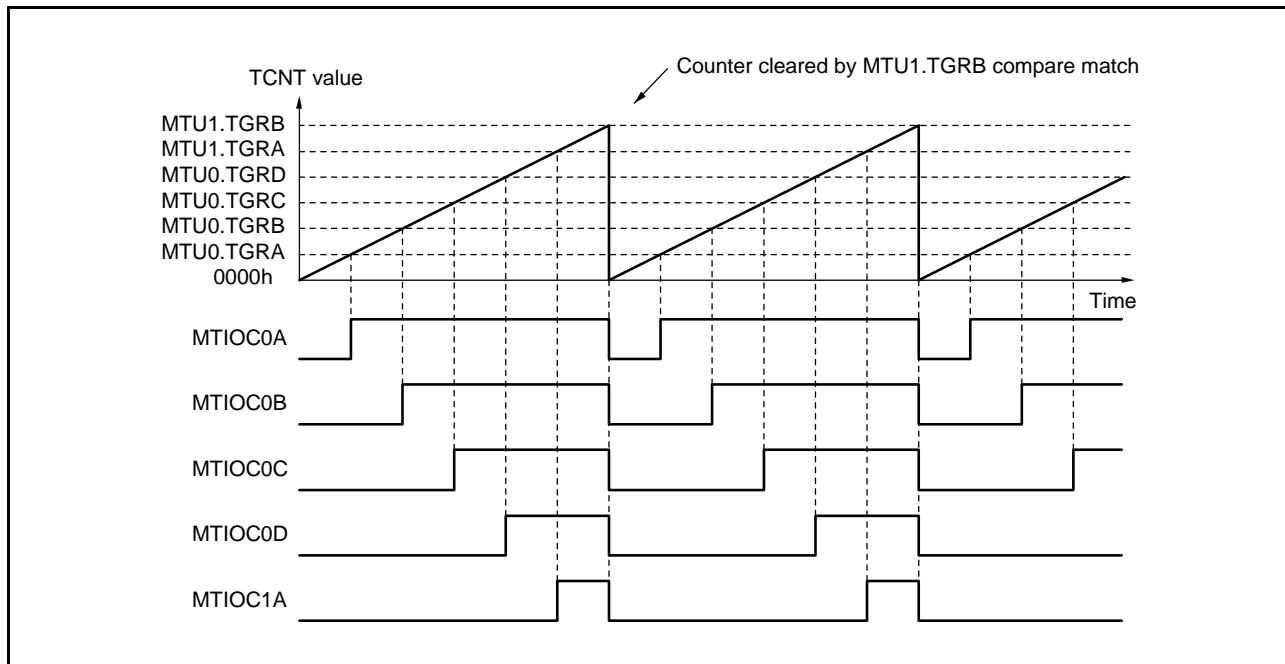 Counter cleared by MTU1.TGRB compare match
TCNT value
MTU1.TGRB
MTU1.TGRA
MTU0.TGRD
MTU0.TGRC
MTU0.TGRB
MTU0.TGRA
0000h
Time
MTIOC0A
MTIOC0B
MTIOC0C
MTIOC0D
MTIOC1A